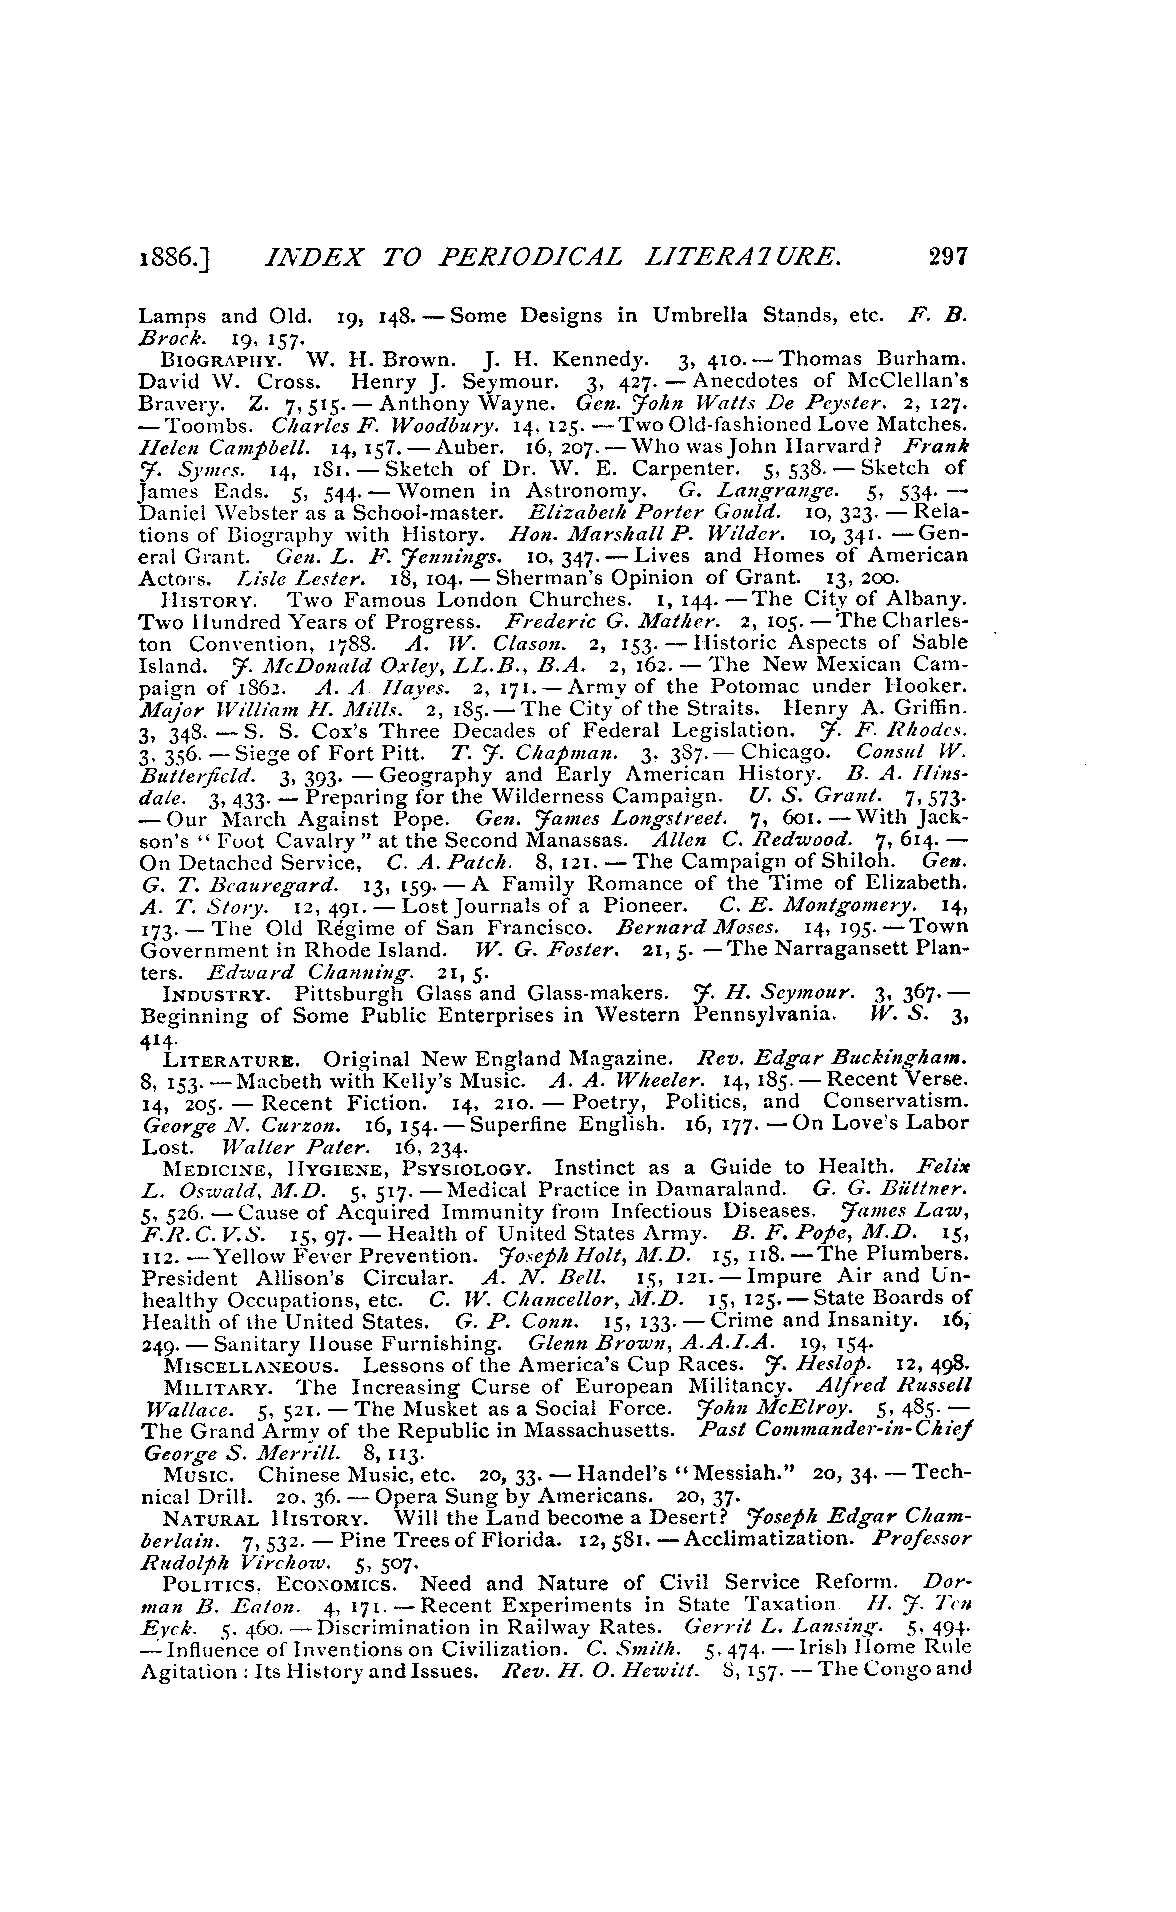 1886.] INDEX TO PERIODICAL LITERATURE. 297
Lamps and Old. 19, 148. — Some Designs in Umbrella Stands, etc. F. B.
Brock. 19, 157.
BIOGRAPHY. W. H. Brown. J. H. Kennedy. 3, 410. — Thomas Burham.
David W. Cross. Henry J. Seymour. 3, 427. — Anecdotes of McClellan's
Bravery. Z. 7, 515. — Anthony Wayne. Gen. John Watts De Peyster. 2, 127.
— Toombs. Charles F. Woodbury. 14, 125. — Two Old-fashioned Love Matches.
Helen Campbell. 14, 157. — Auber. 16, 207. — Who was John Harvard? Frank
J. Symes. 14, 181. — Sketch of Dr. W. E. Carpenter. 5, 538. — Sketch of
James Eads. 5, 544. — Women in Astronomy. G. Langrange. 5, 534. —
Daniel Webster as a School-master. Elizabeth Porter Gould. 10, 323. — Rela-
tions of Biography with History. Hon. Marshall P. Wilder. 10, 341. — Gen-
eral Grant. Gen. L. F. Jennings. 10, 347. — Lives and Homes of American
Actors. Lisle Lester. 18, 104. — Sherman's Opinion of Grant. 13, 200.
HISTORY. Two Famous London Churches. 1, 144. — The City of Albany.
Two Hundred Years of Progress. Frederic G. Mather. 2, 105. — The Charles-
ton Convention, 1788. A. W. Clason. 2, 153. — Historic Aspects of Sable
Island. J. McDonald Oxley, LL.B., B.A. 2, 162. — The New Mexican Cam-
paign of 1862. A. A. Hayes. 2, 171. — Army of the Potomac under Hooker.
Major William H. Mills. 2, 185. — The City of the Straits. Henry A. Griffin.
3, 348. — S. S. Cox's Three Decades of Federal Legislation. J. F. Rhodes.
3, 356. — Siege of Fort Pitt. T. J. Chapman. 3, 387. — Chicago. Consul W.
Butterfield. 3, 393. — Geography and Early American History. B. A. Hins-
dale. 3, 433. — Preparing for the Wilderness Campaign. U. S. Grant. 7, 573.
— Our March Against Pope. Gen. James Longstreet. 7, 601. — With Jack-
son's "Foot Cavalry" at the Second Manassas. Allen C. Redwood. 7, 614. —
On Detached Service, C. A. Patch. 8, 121. — The Campaign of Shiloh. Gen.
G. T. Beauregard. 13, 159. — A Family Romance of the Time of Elizabeth.
A. T. Story. 12, 491. — Lost Journals of a Pioneer. C. E. Montgomery. 14,
173. — The Old Régime of San Francisco. Bernard Moses. 14, 195. — Town
Government in Rhode Island. W. G. Foster. 21, 5. — The Narragansett Plan-
ters. Edward Channing. 21, 5.
INDUSTRY. Pittsburgh Glass and Glass-makers. J. H. Seymour. 3, 367. —
Beginning of Some Public Enterprises in Western Pennsylvania. W. S. 3,
414.
LITERATURE. Original New England Magazine. Rev. Edgar Buckingham.
8, 153. — Macbeth with Kelly's Music. A. A. Wheeler. 14, 185. — Recent Verse.
14, 205. — Recent Fiction. 14, 210. — Poetry, Politics, and Conservatism.
George N. Curzon. 16, 154. — Superfine English. 16, 177. — On Love's Labor
Lost. Walter Pater. 16, 234.
MEDICINE, HYGIENE, PSYSIOLOGY. Instinct as a Guide to Health. Felix
L. Oswald, M.D. 5, 517. — Medical Practice in Damaraland. G. G. Büttner.
5, 526. — Cause of Acquired Immunity from Infectious Diseases. James Law,
F.R.C.V.S. 15, 97. — Health of United States Army. B. F. Pope, M.D. 15,
112. — Yellow Fever Prevention. Joseph Holt, M.D. 15, 118. — The Plumbers.
President Allison's Circular. A. N. Bell. 15, 121. — Impure Air and Un-
healthy Occupations, etc. C. W. Chancellor, M.D. 15, 125. — State Boards of
Health of the United States. G. P. Conn. 15, 133. — Crime and Insanity. 16,
249. — Sanitary House Furnishing. Glenn Brown, A.A.I.A. 19, 154.
MISCELLANEOUS. Lessons of the America's Cup Races. J. Heslop. 12, 498.
MILITARY. The Increasing Curse of European Militancy. Alfred Russell
Wallace. 5, 521. — The Musket as a Social Force. John McElroy. 5, 485. —
The Grand Army of the Republic in Massachusetts. Past Commander-in-Chief
George S. Merrill. 8, 113.
MUSIC. Chinese Music, etc. 20, 33. — Handel's "Messiah." 20, 34. — Tech-
nical Drill. 20, 36. — Opera Sung by Americans. 20, 37.
NATURAL HISTORY. Will the Land become a Desert? Joseph Edgar Cham-
berlain. 7, 532. — Pine Trees of Florida. 12, 581. — Acclimatization. Professor
Rudolph Virchow. 5, 507.
POLITICS, ECONOMICS. Need and Nature of Civil Service Reform. Dor-
man B. Eaton. 4, 171. — Recent Experiments in State Taxation. H. J. Ten
Eyck. 5, 460. — Discrimination in Railway Rates. Gerrit L. Lansing. 5, 494.
— Influence of Inventions on Civilization. C. Smith. 5, 474. — Irish Home Rule
Agitation : Its History and Issues. Rev. H. O. Hewitt. 8, 157. — The Congo and